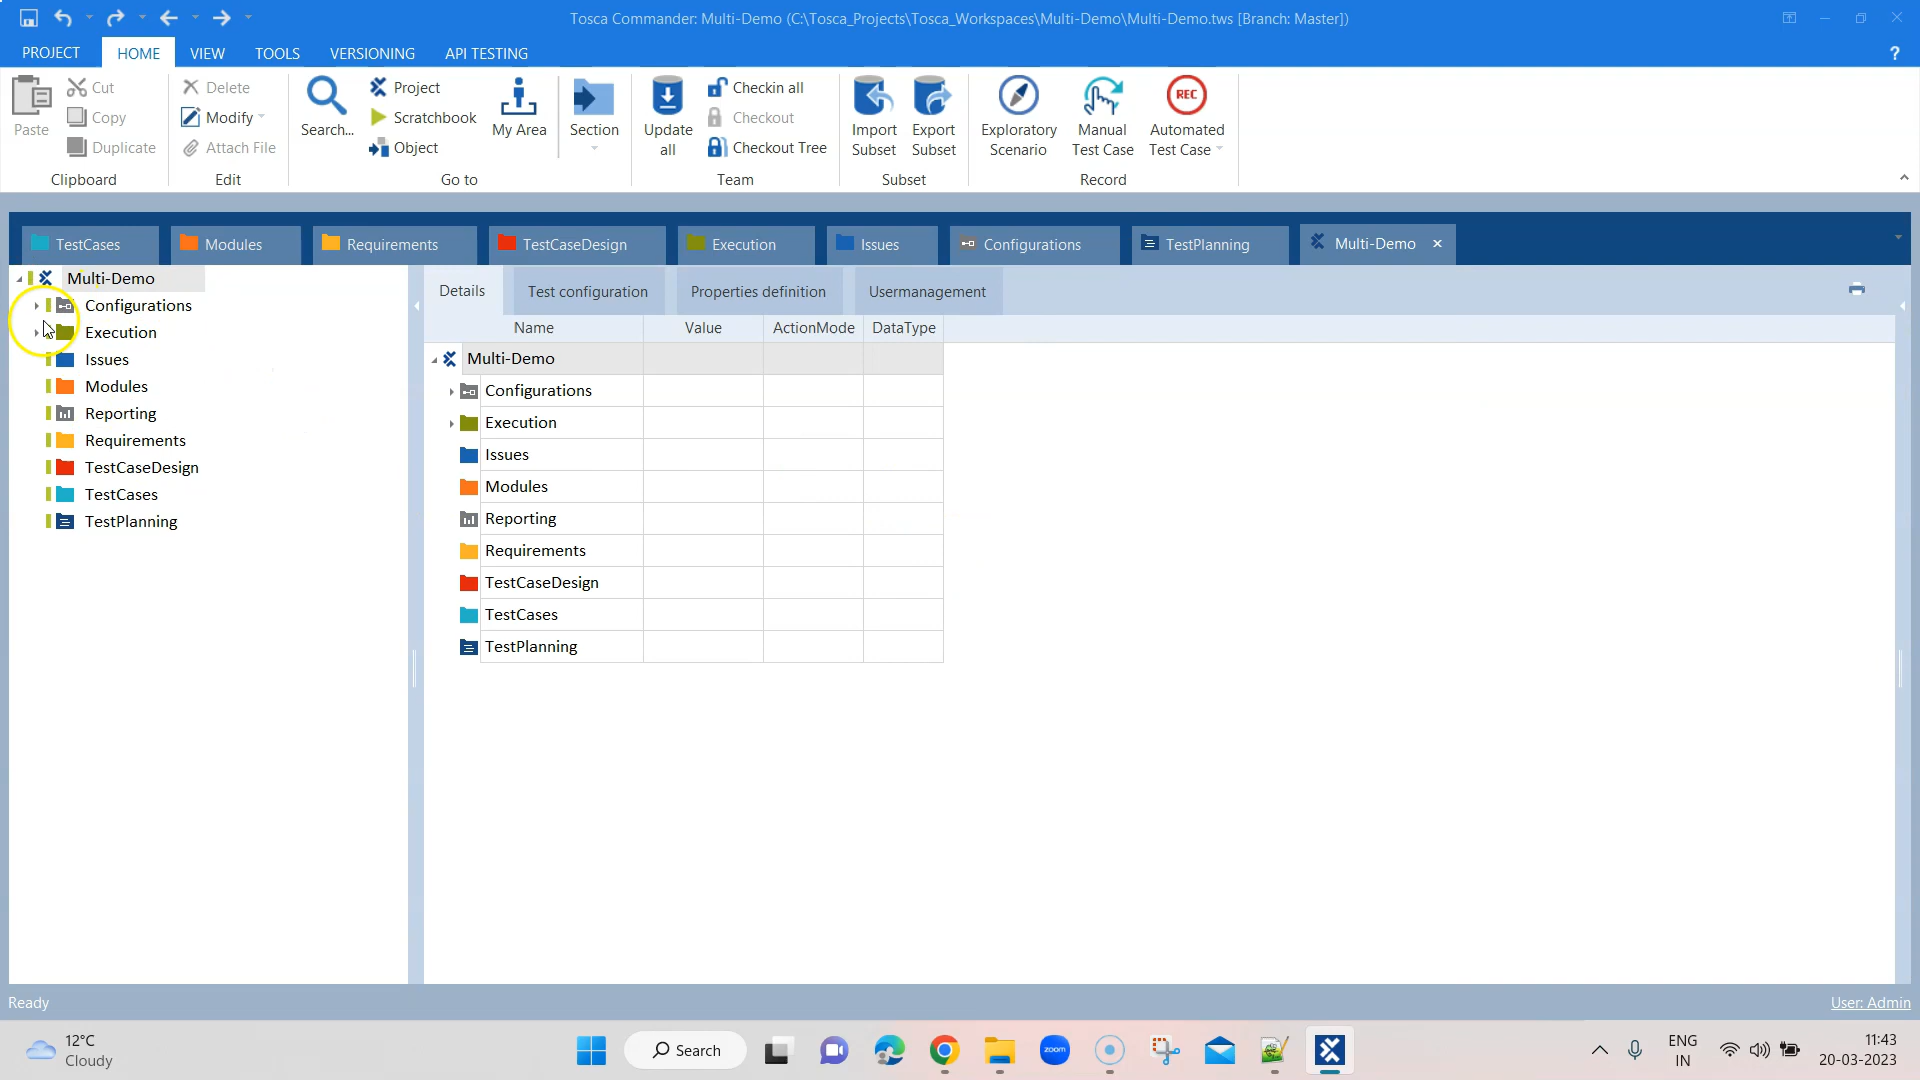 Tosca Commander: Multi-Demo (C:\Tosca_Projects\Tosca_Workspaces\Multi-Demo\Multi-Demo.tws [Branch: Master])
PROJECT HOME VIEW TOOLS VERSIONING API TESTING ?
Paste
Cut
Copy
Duplicate
Clipboard
Delete
Modify
Attach File
Edit
Search...
Project
Scratchbook
Object
My Area
Section
Go to
Update all
Checkin all
Checkout
Checkout Tree
Team
Import Subset
Export Subset
Subset
Exploratory Scenario
Manual Test Case
REC
Automated Test Case
Record
TestCases Modules Requirements TestCaseDesign Execution Issues Configurations TestPlanning Multi-Demo
Multi-Demo
Configurations
Execution
Issues
Modules
Reporting
Requirements
TestCaseDesign
TestCases
TestPlanning
Details Test configuration Properties definition Usermanagement
Name Value ActionMode DataType
Multi-Demo
Configurations
Execution
Issues
Modules
Reporting
Requirements
TestCaseDesign
TestCases
TestPlanning
Ready
User: Admin
12°C
Cloudy
Search
zoom
ENG
IN
11:43
20-03-2023